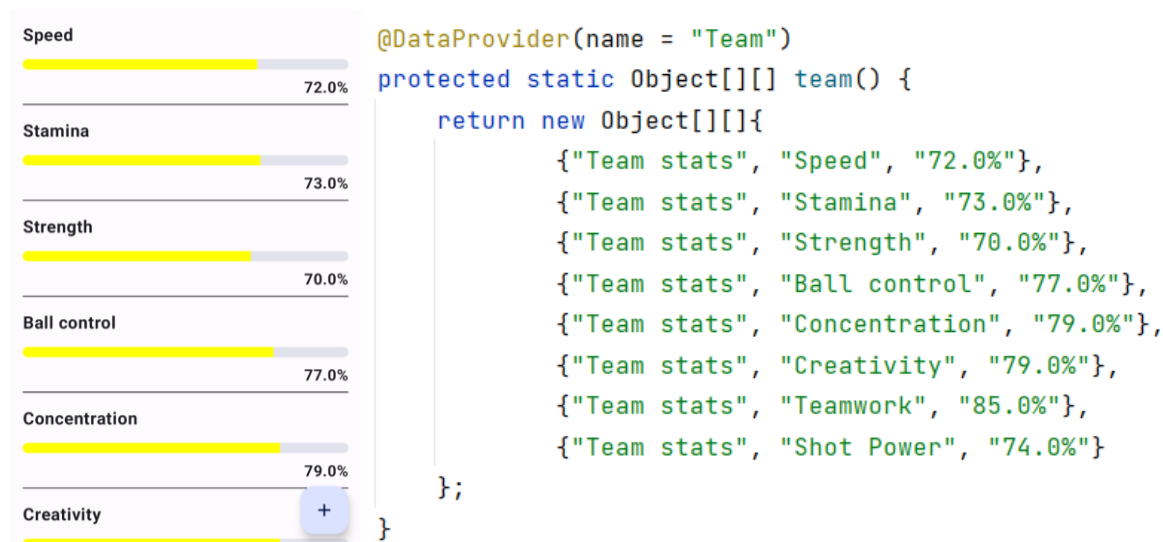 Speed
72.0%
Stamina
73.0%
Strength
70.0%
Ball control
77.0%
Concentration
79.0%
Creativity
+
@DataProvider(name = "Team")
protected static Object[][] team() {
return new Object[][]{
{"Team stats", "Speed", "72.0%"},
{"Team stats", "Stamina", "73.0%"},
{"Team stats", "Strength", "70.0%"},
{"Team stats", "Ball control", "77.0%"},
{"Team stats", "Concentration", "79.0%"},
{"Team stats", "Creativity", "79.0%"},
{"Team stats", "Teamwork", "85.0%"},
{"Team stats", "Shot Power", "74.0%"}
};
}